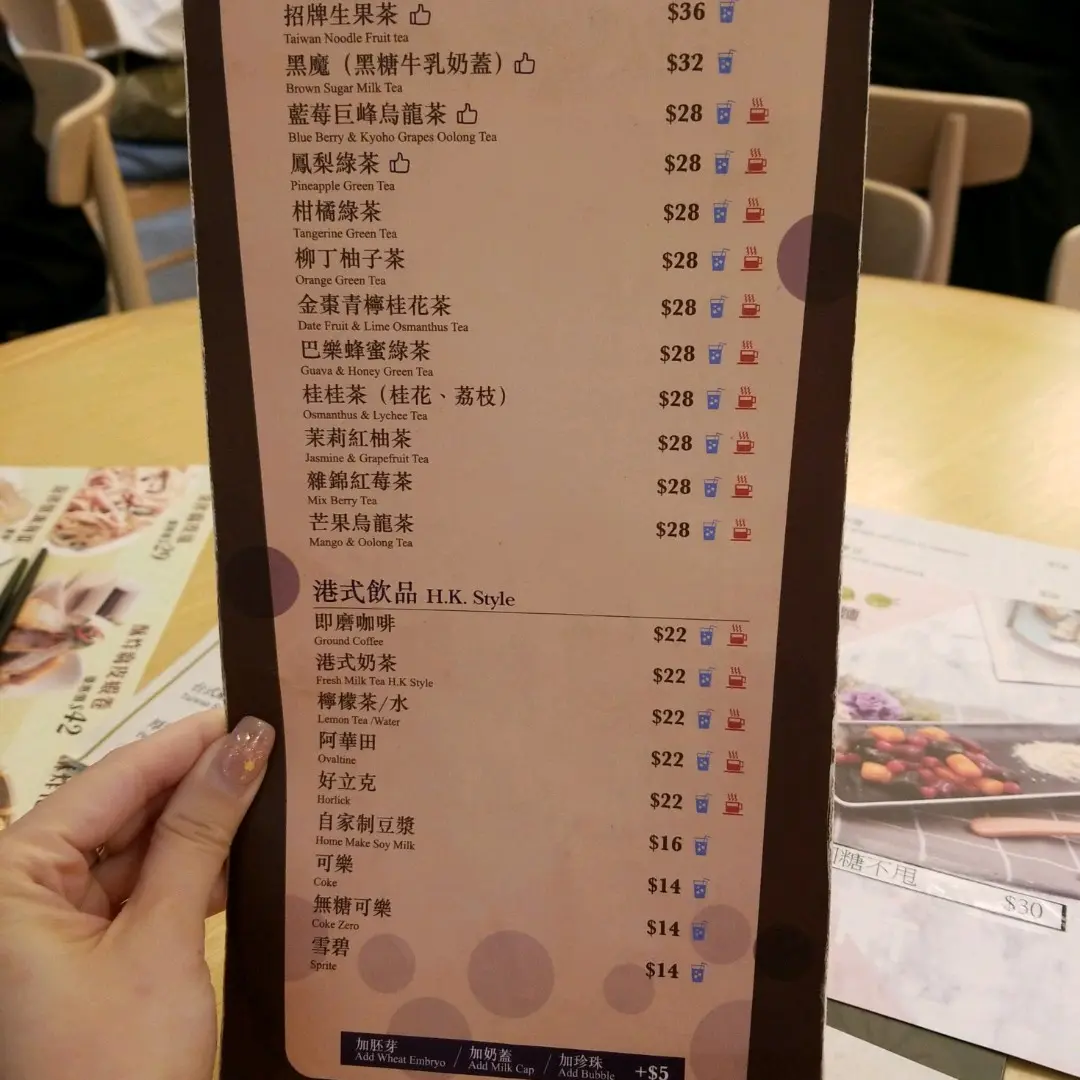 招牌生果茶 $36
Taiwan Noodle Fruit tea
黑魔（黑糖牛乳奶蓋） $32
Brown Sugar Milk Tea
藍莓巨峰烏龍茶 $28
Blue Berry & Kyoho Grapes Oolong Tea
鳳梨綠茶 $28
Pineapple Green Tea
柑橘綠茶 $28
Tangerine Green Tea
柳丁柚子茶 $28
Orange Green Tea
金棗青檸桂花茶 $28
Date Fruit & Lime Osmanthus Tea
巴樂蜂蜜綠茶 $28
Guava & Honey Green Tea
桂桂茶（桂花、荔枝） $28
Osmanthus & Lychee Tea
茉莉紅柚茶 $28
Jasmine & Grapefruit Tea
雜錦紅莓茶 $28
Mix Berry Tea
芒果烏龍茶 $28
Mango & Oolong Tea
港式飲品 H.K. Style
即磨咖啡 $22
Ground Coffee
港式奶茶 $22
Fresh Milk Tea H.K Style
檸檬茶/水 $22
Lemon Tea /Water
阿華田 $22
Ovaltine
好立克 $22
Horlick
自家制豆漿 $16
Home Make Soy Milk
可樂 $14
Coke
無糖可樂 $14
Coke Zero
雪碧 $14
Sprite
加胚芽 / 加奶蓋 / 加珍珠 +$5
Add Wheat Embryo Add Milk Cap Add Bubble
$42
糖不甩
$30